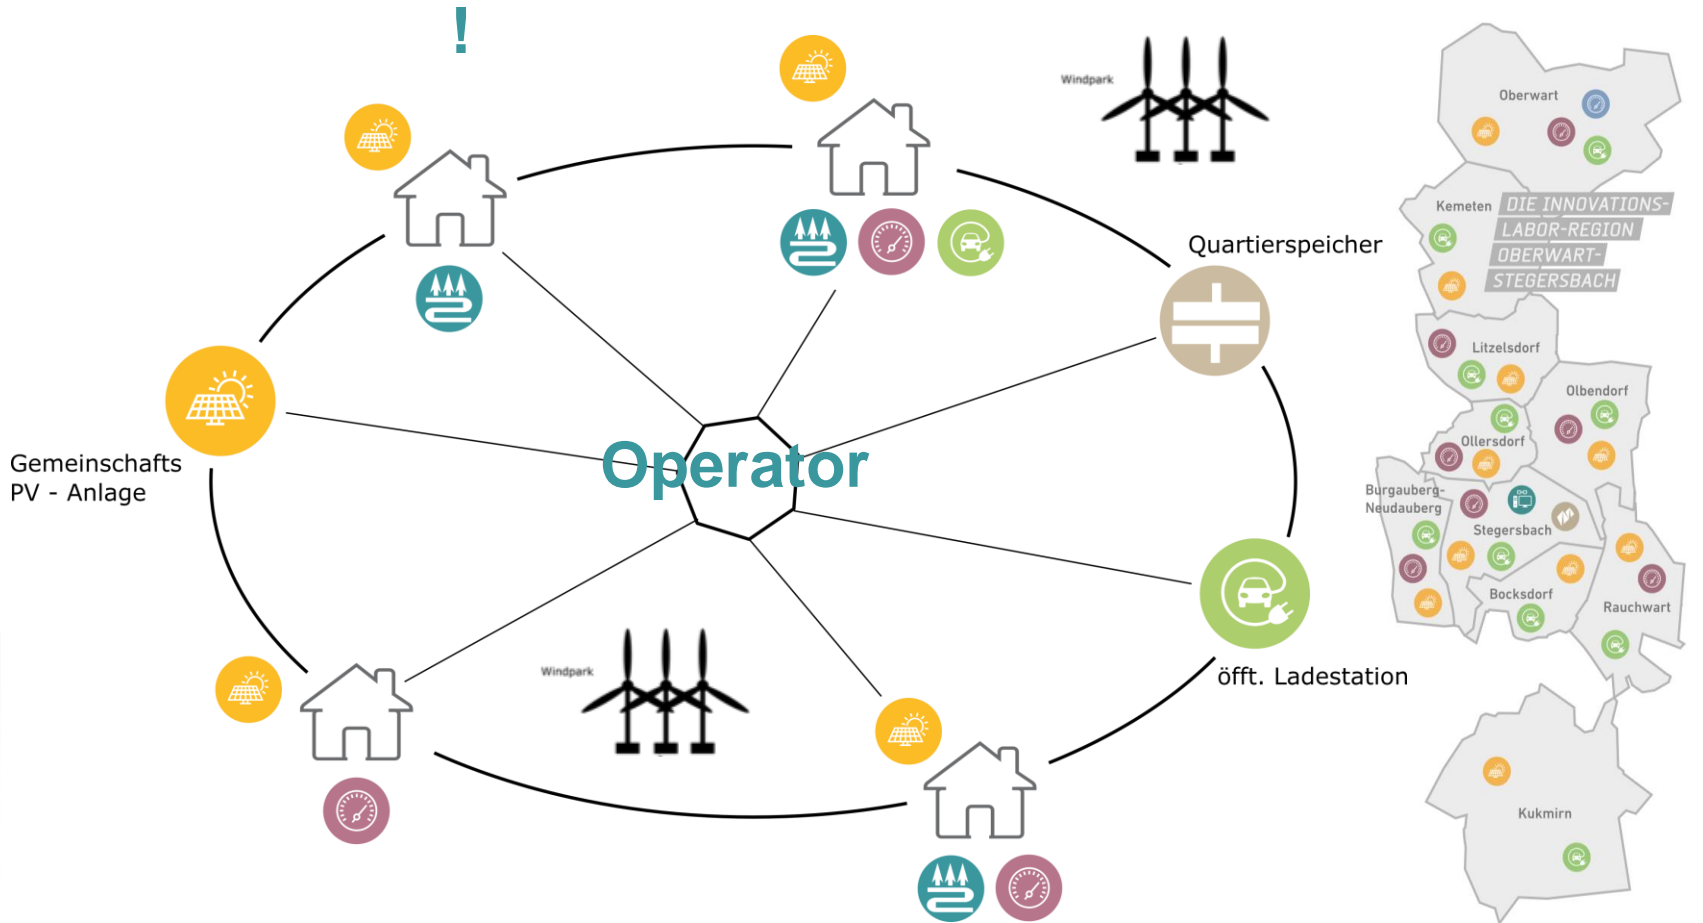 !
Windpark
Quartierspeicher
Operator
Gemeinschafts
PV - Anlage
Windpark
öfft. Ladestation
Oberwart
Kemeten
DIE INNOVATIONS-
LABOR-REGION
OBERWART-
STEGERSBACH
Litzelsdorf
Olbendorf
Ollersdorf
Burgauberg-
Neudauberg
Stegersbach
Bocksdorf
Rauchwart
Kukmirn